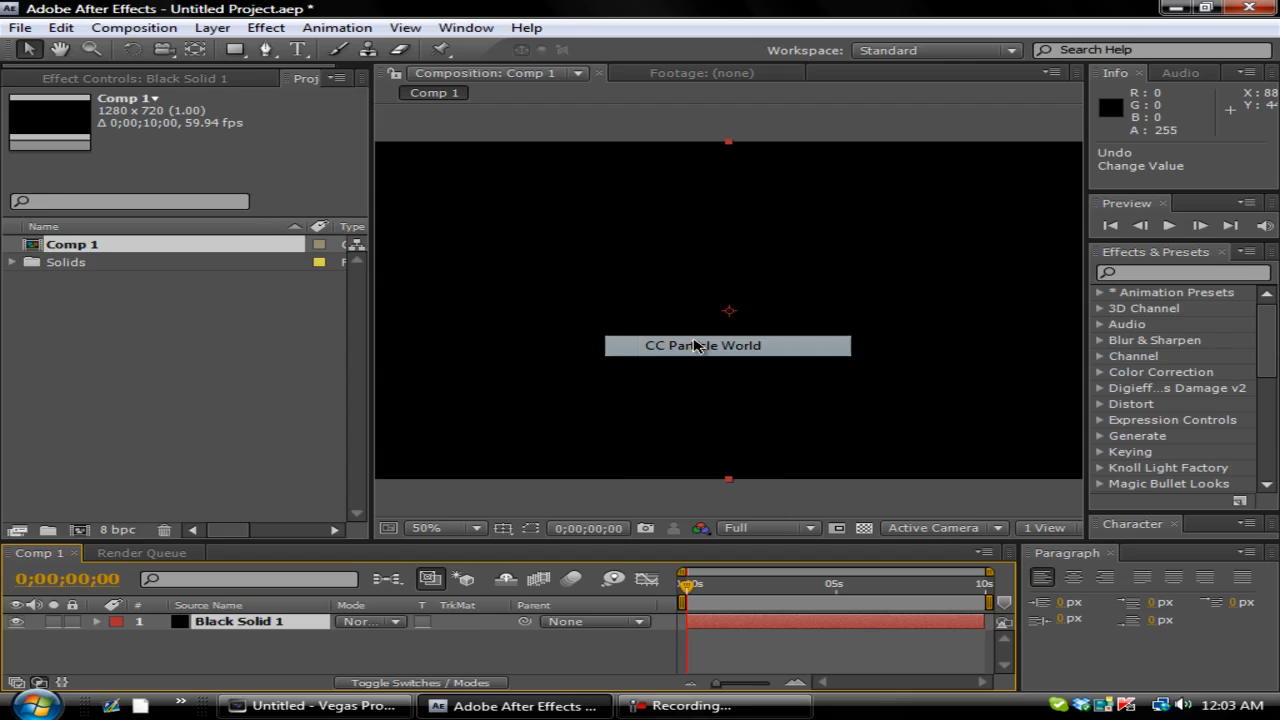 Adobe After Effects - Untitled Project.aep *
File Edit Composition Layer Effect Animation View Window Help
Workspace: Standard Search Help
Effect Controls: Black Solid 1 Proj
Comp 1
1280 x 720 (1.00)
Δ 0;00;10;00, 59.94 fps
Name Type
Comp 1
Solids F
8 bpc
Composition: Comp 1 Footage: (none)
Comp 1
CC Particle World
50% 0;00;00;00 Full Active Camera 1 View
Info Audio
R : 0 X : 88
G : 0 Y : 44
B : 0
A : 255
Undo
Change Value
Preview
Effects & Presets
* Animation Presets
3D Channel
Audio
Blur & Sharpen
Channel
Color Correction
Digieff...s Damage v2
Distort
Expression Controls
Generate
Keying
Knoll Light Factory
Magic Bullet Looks
Character
Paragraph
0 px 0 px 0 px
0 px 0 px
Comp 1 Render Queue
0;00;00;00
05s 10s
# Source Name Mode T TrkMat Parent
1 Black Solid 1 Nor... None
Toggle Switches / Modes
Untitled - Vegas Pro... Adobe After Effects ... Recording... 12:03 AM